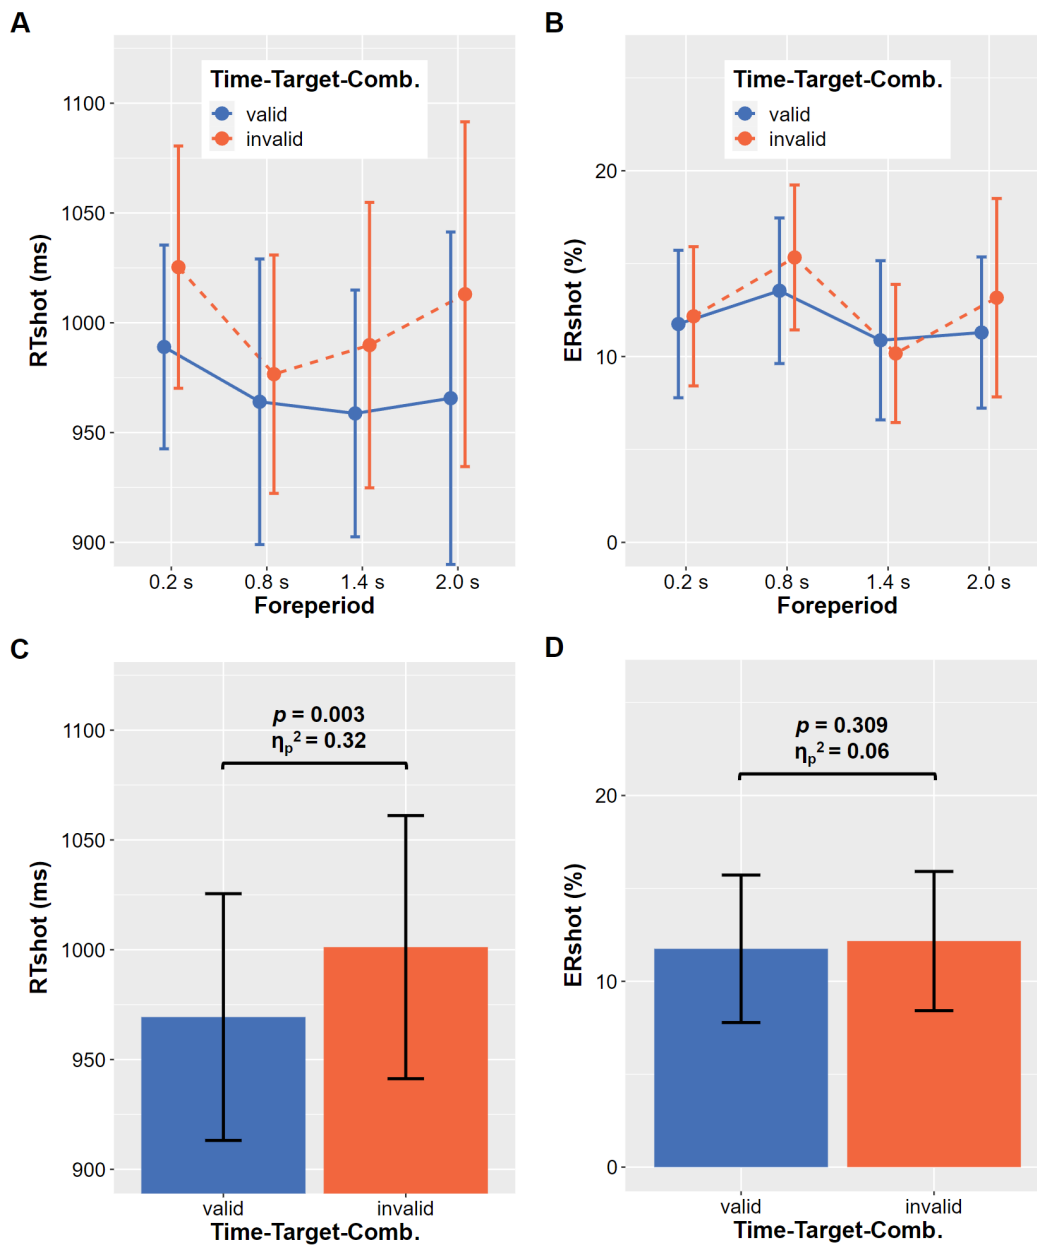 A
Time-Target-Comb.
valid
invalid
1100
1050
1000
950
900
RTshot (ms)
0.2 s 0.8 s 1.4 s 2.0 s
Foreperiod
B
Time-Target-Comb.
valid
invalid
20
10
0
ERshot (%)
0.2 s 0.8 s 1.4 s 2.0 s
Foreperiod
C
p = 0.003
ηp² = 0.32
1100
1050
1000
950
900
RTshot (ms)
valid invalid
Time-Target-Comb.
D
p = 0.309
ηp² = 0.06
20
10
0
ERshot (%)
valid invalid
Time-Target-Comb.